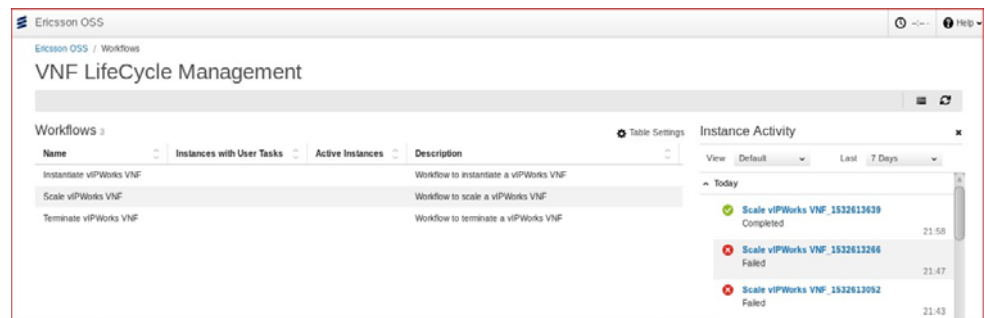 Ericsson OSS
--:-- Help
Ericsson OSS / Workflows
VNF LifeCycle Management
Workflows 3
Table Settings
Name Instances with User Tasks Active Instances Description
Instantiate vIPWorks VNF Workflow to instantiate a vIPWorks VNF
Scale vIPWorks VNF Workflow to scale a vIPWorks VNF
Terminate vIPWorks VNF Workflow to terminate a vIPWorks VNF
Instance Activity
View Default Last 7 Days
Today
Scale vIPWorks VNF_1532613639
Completed
21:58
Scale vIPWorks VNF_1532613266
Failed
21:47
Scale vIPWorks VNF_1532613052
Failed
21:43